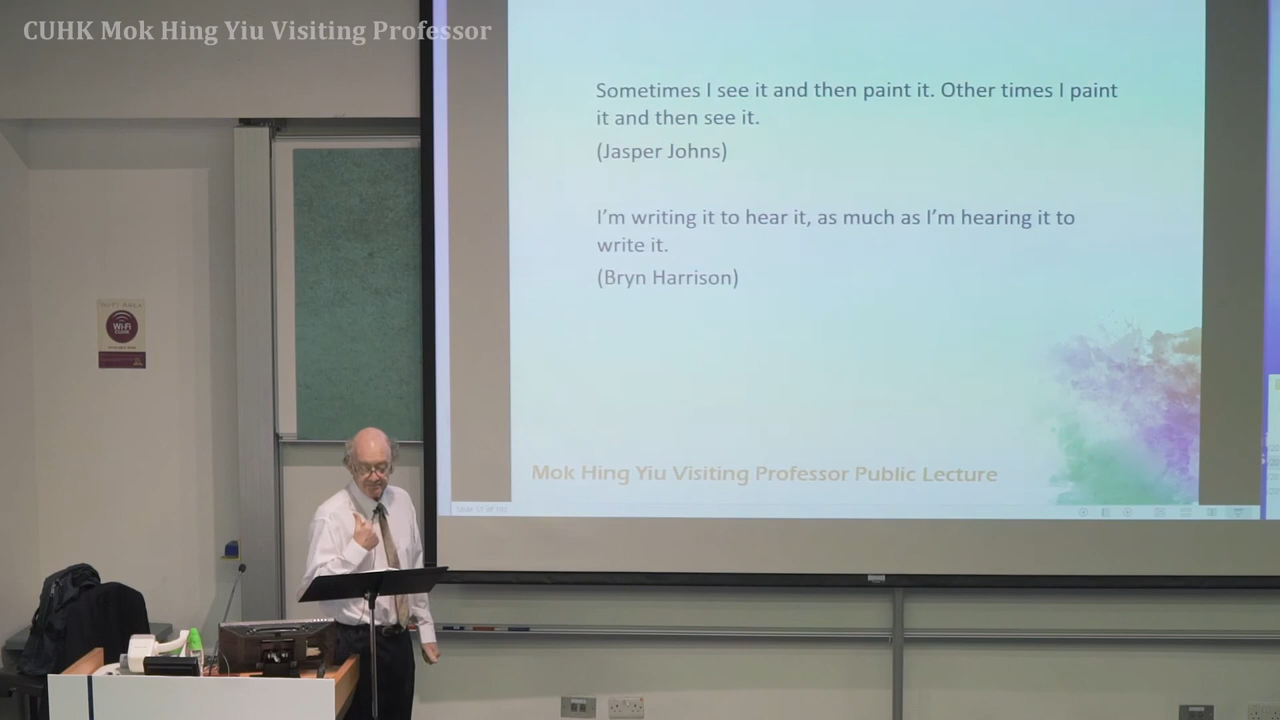 CUHK Mok Hing Yiu Visiting Professor
Sometimes I see it and then paint it. Other times I paint
it and then see it.
(Jasper Johns)
I'm writing it to hear it, as much as I'm hearing it to
write it.
(Bryn Harrison)
Mok Hing Yiu Visiting Professor Public Lecture
Wi-Fi